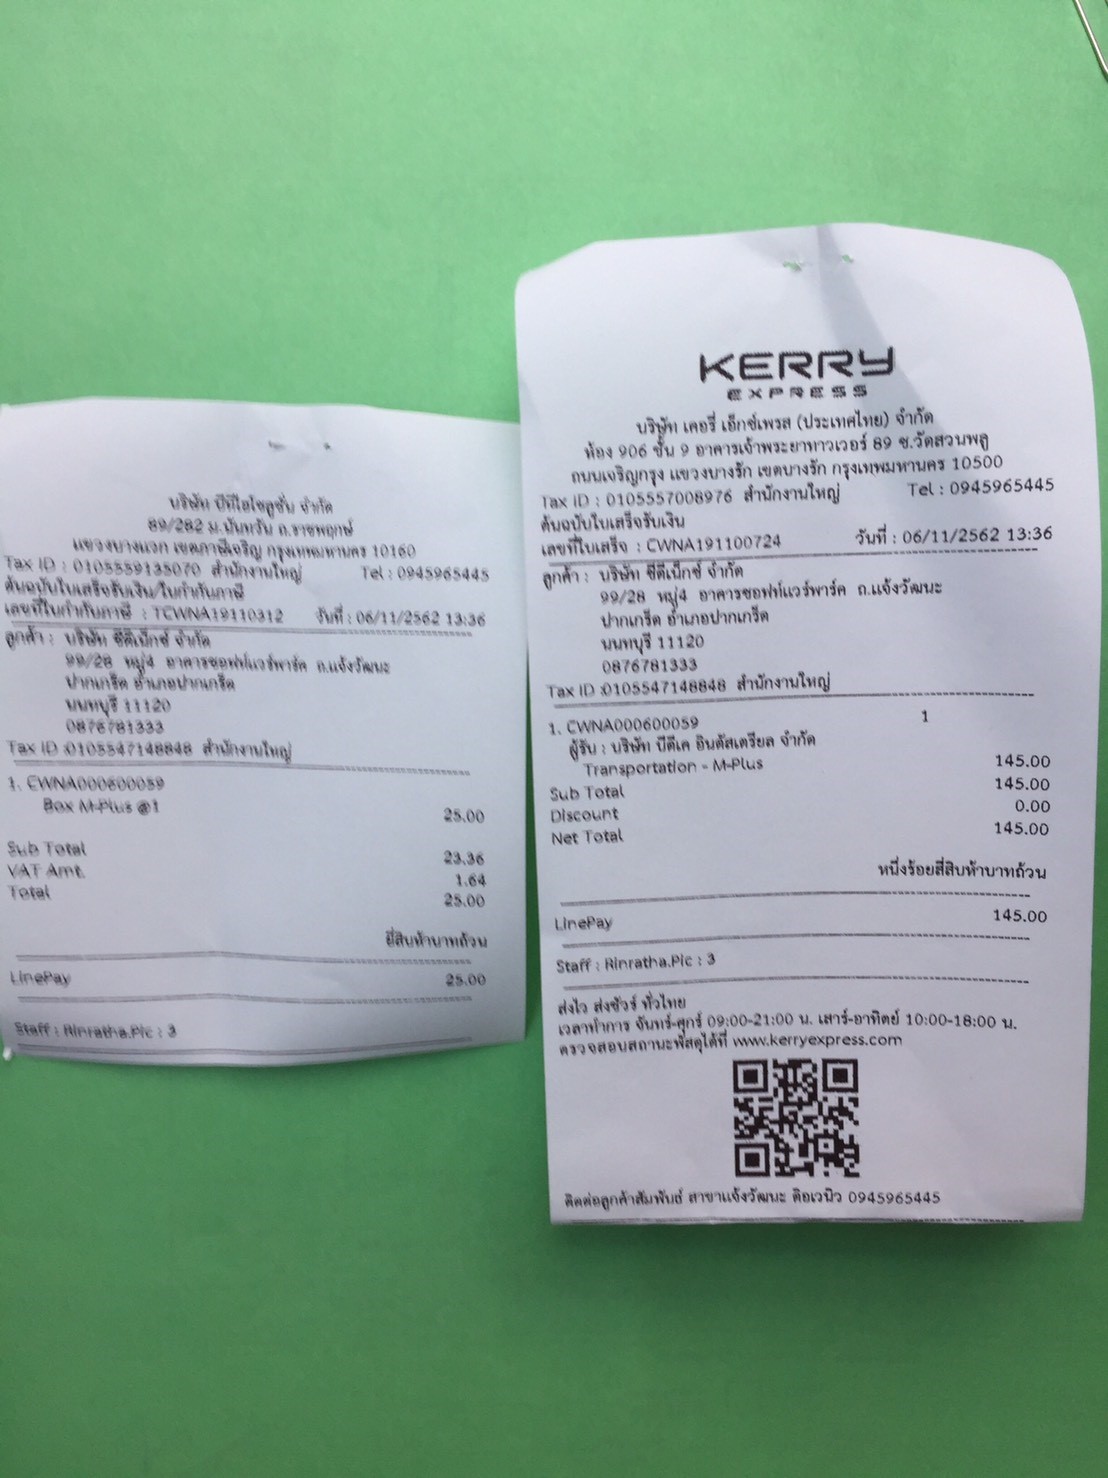 บริษัท บีทีไอโซลูชั่น จำกัด
89/282 ม.นันทวัน ถ.ราชพฤกษ์
แขวงบางแวก เขตภาษีเจริญ กรุงเทพมหานคร 10160
Tax ID : 0105559135070 สำนักงานใหญ่ Tel : 0945965445
ต้นฉบับใบเสร็จรับเงิน/ใบกำกับภาษี
เลขที่ใบกำกับภาษี : TCWNA19110312 วันที่ : 06/11/2562 13:36
ลูกค้า : บริษัท ซีดีเน็กซ์ จำกัด
99/28 หมู่4 อาคารซอฟท์แวร์พาร์ค ถ.แจ้งวัฒนะ
ปากเกร็ด อำเภอปากเกร็ด
นนทบุรี 11120
0876781333
Tax ID :0105547148848 สำนักงานใหญ่
1. CWNA000600059
Box M-Plus @1 25.00
Sub Total 23.36
VAT Amt. 1.64
Total 25.00
ยี่สิบห้าบาทถ้วน
LinePay 25.00
Staff : Rinratha.Pic : 3
KERRY
EXPRESS
บริษัท เคอรี่ เอ็กซ์เพรส (ประเทศไทย) จำกัด
ห้อง 906 ชั้น 9 อาคารเจ้าพระยาทาวเวอร์ 89 ซ.วัดสวนพลู
ถนนเจริญกรุง แขวงบางรัก เขตบางรัก กรุงเทพมหานคร 10500
Tax ID : 0105557008976 สำนักงานใหญ่ Tel : 0945965445
ต้นฉบับใบเสร็จรับเงิน
เลขที่ใบเสร็จ : CWNA191100724 วันที่ : 06/11/2562 13:36
ลูกค้า : บริษัท ซีดีเน็กซ์ จำกัด
99/28 หมู่4 อาคารซอฟท์แวร์พาร์ค ถ.แจ้งวัฒนะ
ปากเกร็ด อำเภอปากเกร็ด
นนทบุรี 11120
0876781333
Tax ID :0105547148848 สำนักงานใหญ่
1. CWNA000600059 1
ผู้รับ : บริษัท บีดีเค อินดัสเตรียล จำกัด
Transportation - M-Plus 145.00
Sub Total 145.00
Discount 0.00
Net Total 145.00
หนึ่งร้อยสี่สิบห้าบาทถ้วน
LinePay 145.00
Staff : Rinratha.Pic : 3
ส่งไว ส่งชัวร์ ทั่วไทย
เวลาทำการ จันทร์-ศุกร์ 09:00-21:00 น. เสาร์-อาทิตย์ 10:00-18:00 น.
ตรวจสอบสถานะพัสดุได้ที่ www.kerryexpress.com
ติดต่อลูกค้าสัมพันธ์ สาขาแจ้งวัฒนะ ดิอเวนิว 0945965445